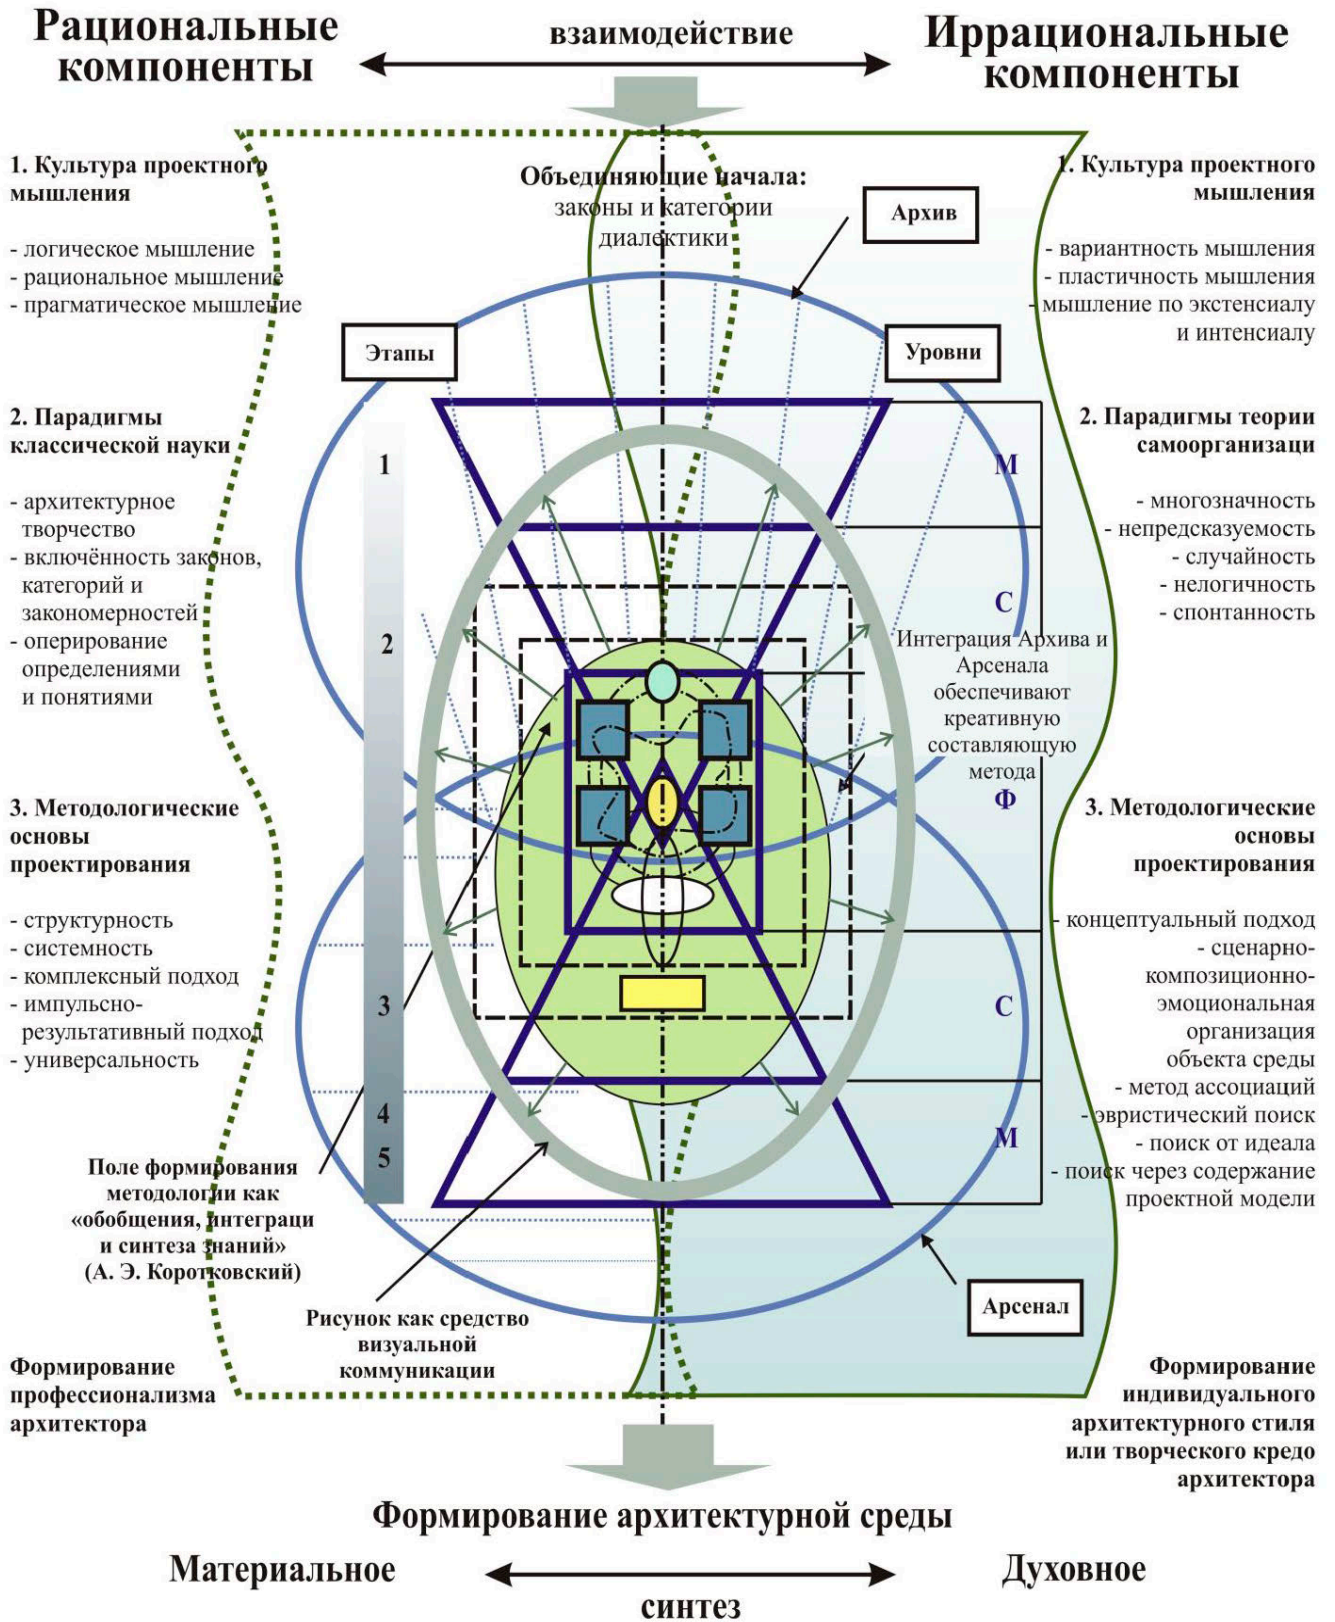 Рациональные
компоненты
взаимодействие
Иррациональные
компоненты
1. Культура проектного
мышления
- логическое мышление
- рациональное мышление
- прагматическое мышление
Объединяющие начала:
законы и категории
диалектики
Архив
1. Культура проектного
мышления
- вариантность мышления
- пластичность мышления
- мышление по экстенсиалу
и интенсиалу
Этапы
Уровни
2. Парадигмы
классической науки
- архитектурное
творчество
- включённость законов,
категорий и
закономерностей
- оперирование
определениями
и понятиями
1
2
3
4
5
М
С
Ф
С
М
Интеграция Архива и
Арсенала
обеспечивают
креативную
составляющую
метода
2. Парадигмы теории
самоорганизаци
- многозначность
- непредсказуемость
- случайность
- нелогичность
- спонтанность
3. Методологические
основы
проектирования
- структурность
- системность
- комплексный подход
- импульсно-
результативный подход
- универсальность
3. Методологические
основы
проектирования
- концептуальный подход
- сценарно-
композиционно-
эмоциональная
организация
объекта среды
- метод ассоциаций
- эвристический поиск
- поиск от идеала
- поиск через содержание
проектной модели
Поле формирования
методологии как
«обобщения, интеграци
и синтеза знаний»
(А. Э. Коротковский)
Рисунок как средство
визуальной
коммуникации
Арсенал
Формирование
профессионализма
архитектора
Формирование
индивидуального
архитектурного стиля
или творческого кредо
архитектора
Формирование архитектурной среды
Материальное
Духовное
синтез